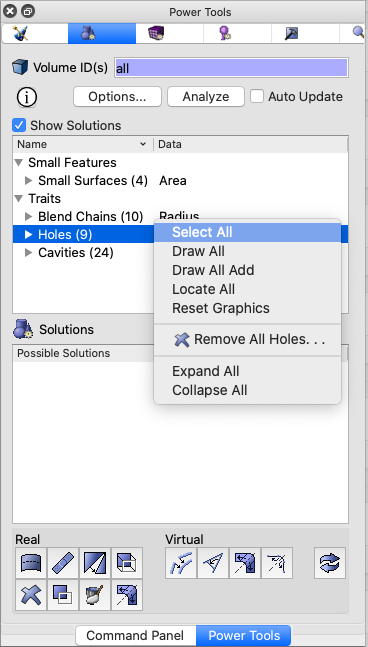 Power Tools
Volume ID(s) all
Options... Analyze Auto Update
Show Solutions
Name Data
Small Features
Small Surfaces (4) Area
Traits
Blend Chains (10) Radius
Holes (9)
Cavities (24)
Select All
Draw All
Draw All Add
Locate All
Reset Graphics
Remove All Holes. . .
Expand All
Collapse All
Solutions
Possible Solutions
Real Virtual
Command Panel Power Tools